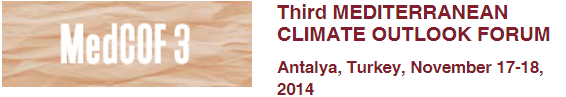 MedCOF 3
Third MEDITERRANEAN
CLIMATE OUTLOOK FORUM
Antalya, Turkey, November 17-18,
2014